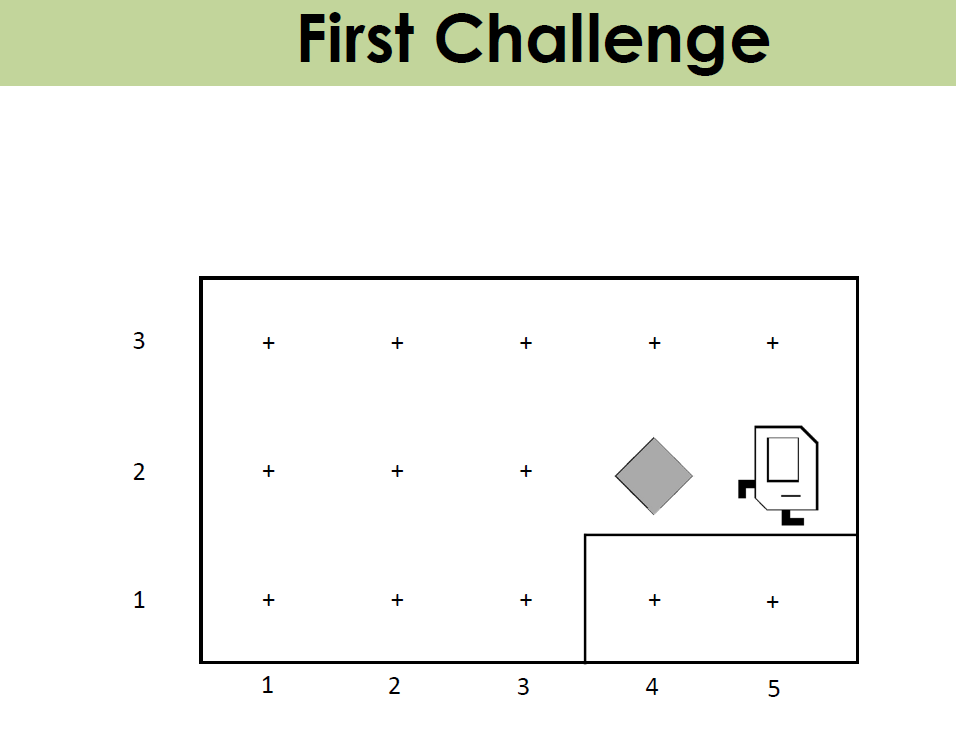 First Challenge
3 + + + + +
2 + + +
1 + + + + +
1 2 3 4 5